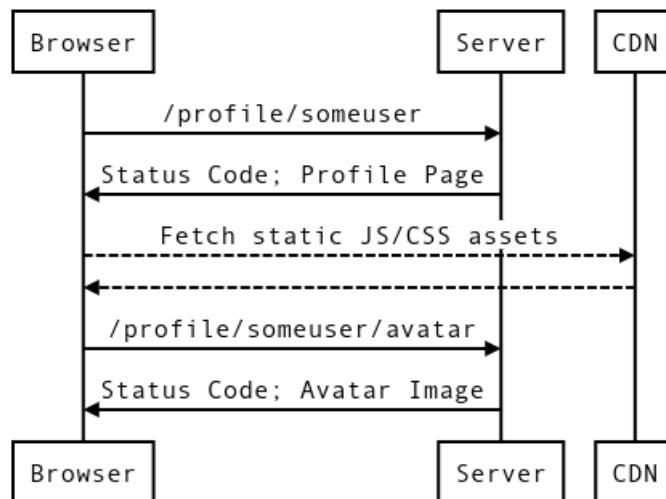 Browser Server CDN
/profile/someuser
Status Code; Profile Page
Fetch static JS/CSS assets
/profile/someuser/avatar
Status Code; Avatar Image
Browser Server CDN